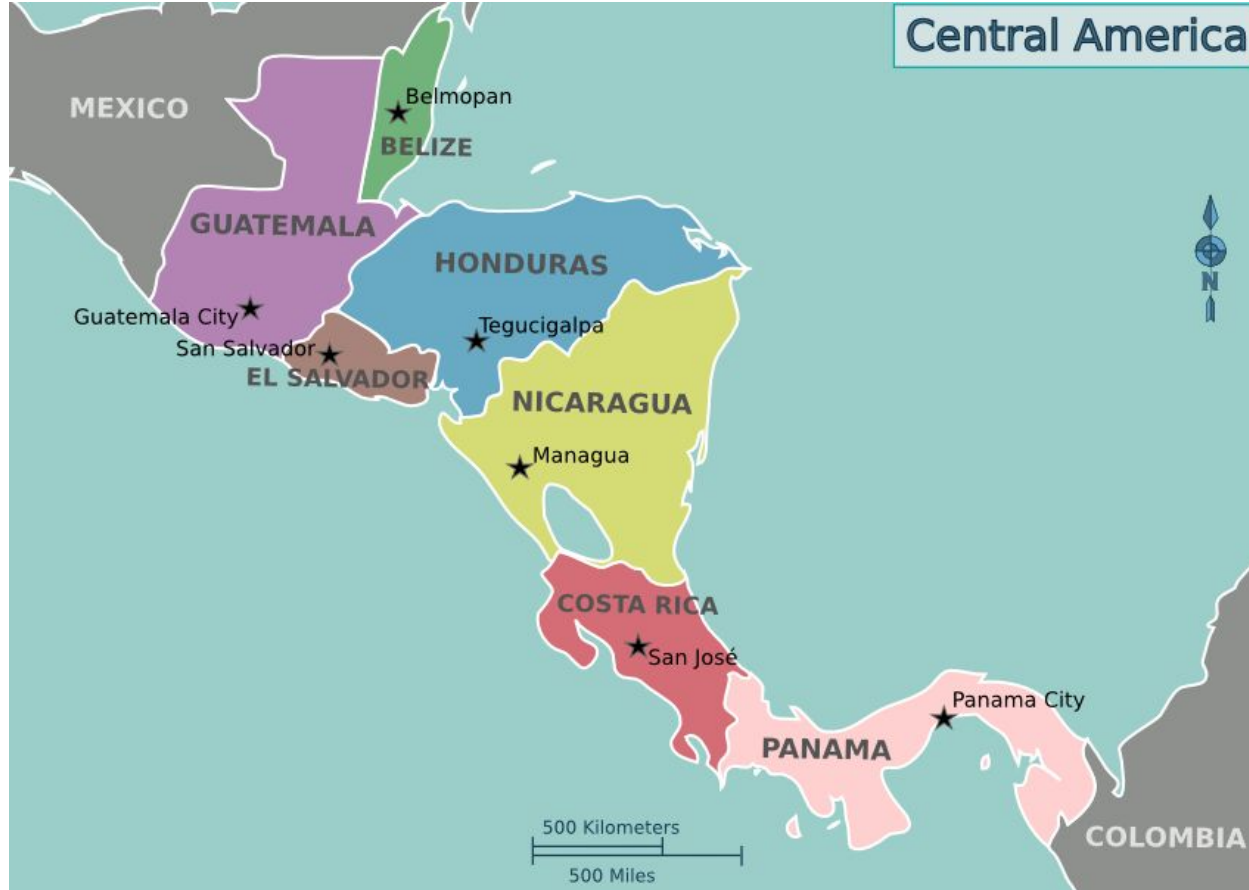 Central America
MEXICO
Belmopan
BELIZE
GUATEMALA
HONDURAS
N
Guatemala City
Tegucigalpa
San Salvador
EL SALVADOR
NICARAGUA
Managua
COSTA RICA
San José
Panama City
PANAMA
500 Kilometers
COLOMBIA
500 Miles